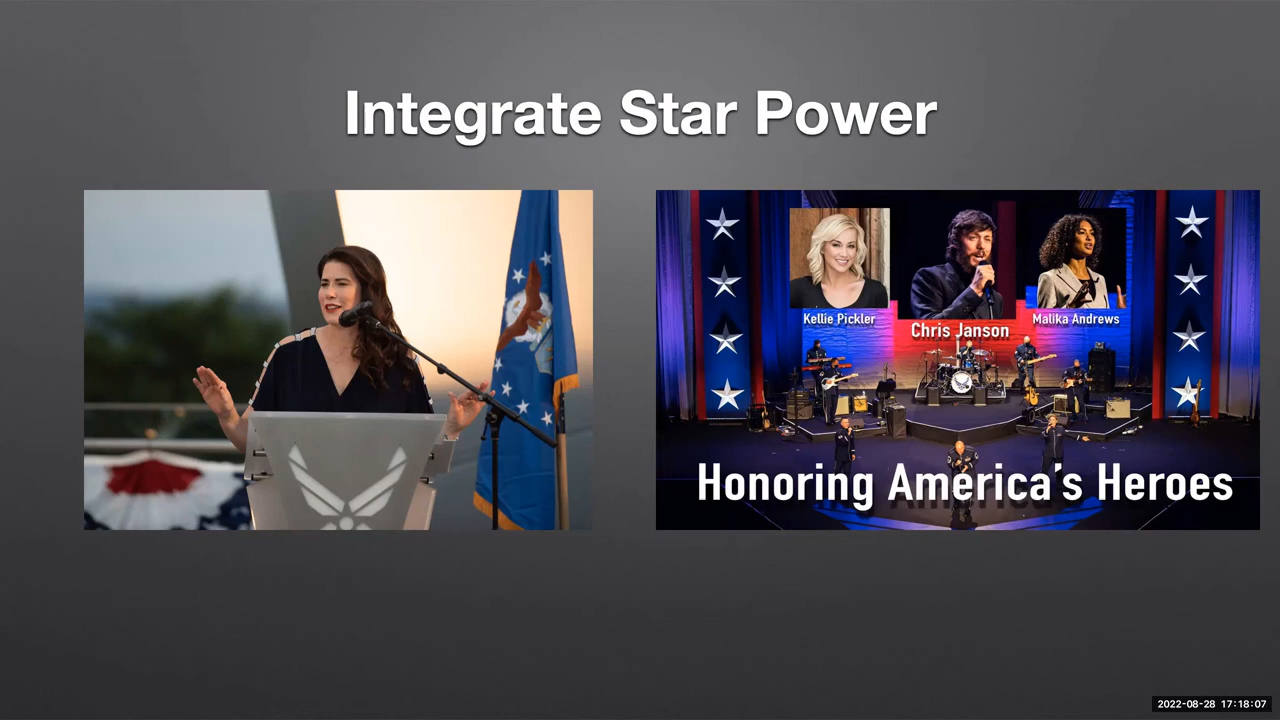 Integrate Star Power
Kellie Pickler
Chris Janson
Malika Andrews
Honoring America's Heroes
2022-08-28 17:18:07